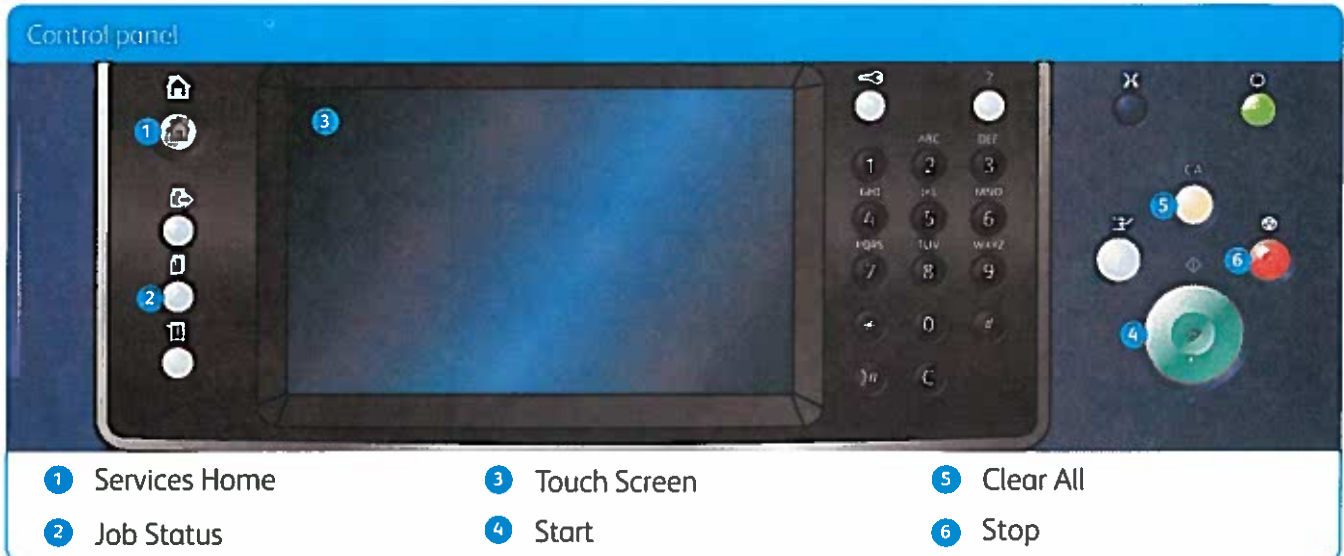 Control panel
1
3
?
ABC DEF
1 2 3
GHI MNO
4 5 6
PQRS TUV WXYZ
7 8 9
0
C
CA
5
6
2
4
1 Services Home
2 Job Status
3 Touch Screen
4 Start
5 Clear All
6 Stop